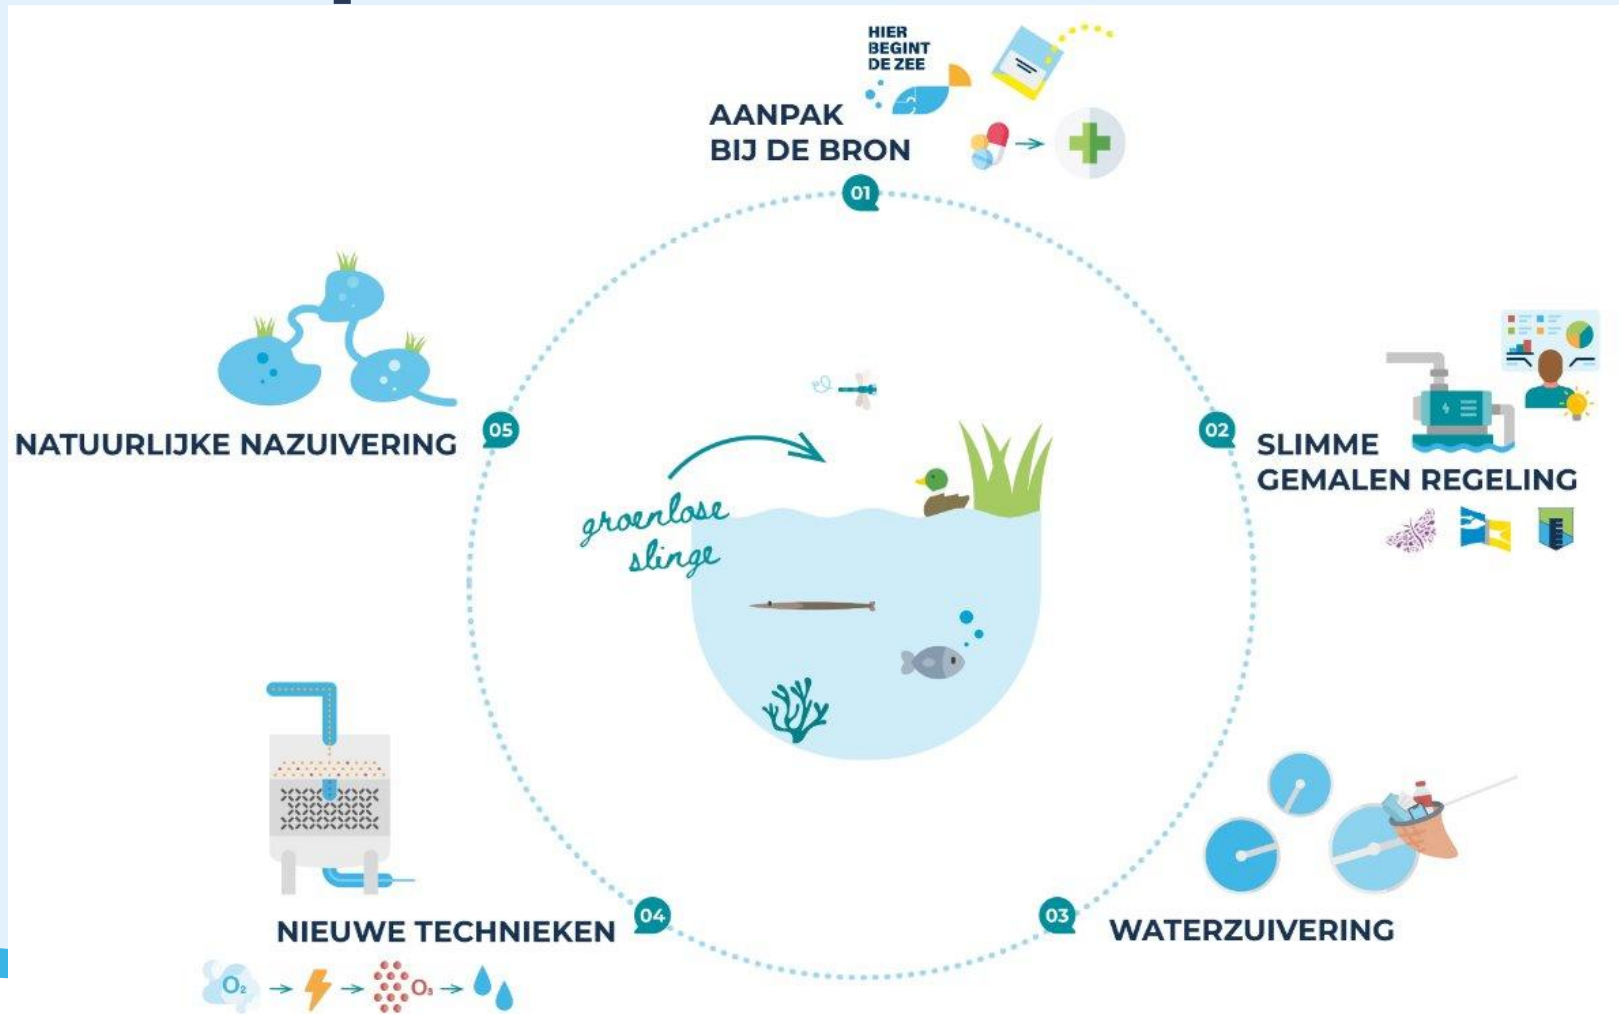 HIER
BEGINT
DE ZEE
AANPAK
BIJ DE BRON
01
02
SLIMME
GEMALEN REGELING
03
WATERZUIVERING
04
NIEUWE TECHNIEKEN
O₂
O₃
05
NATUURLIJKE NAZUIVERING
groenlose
slinge